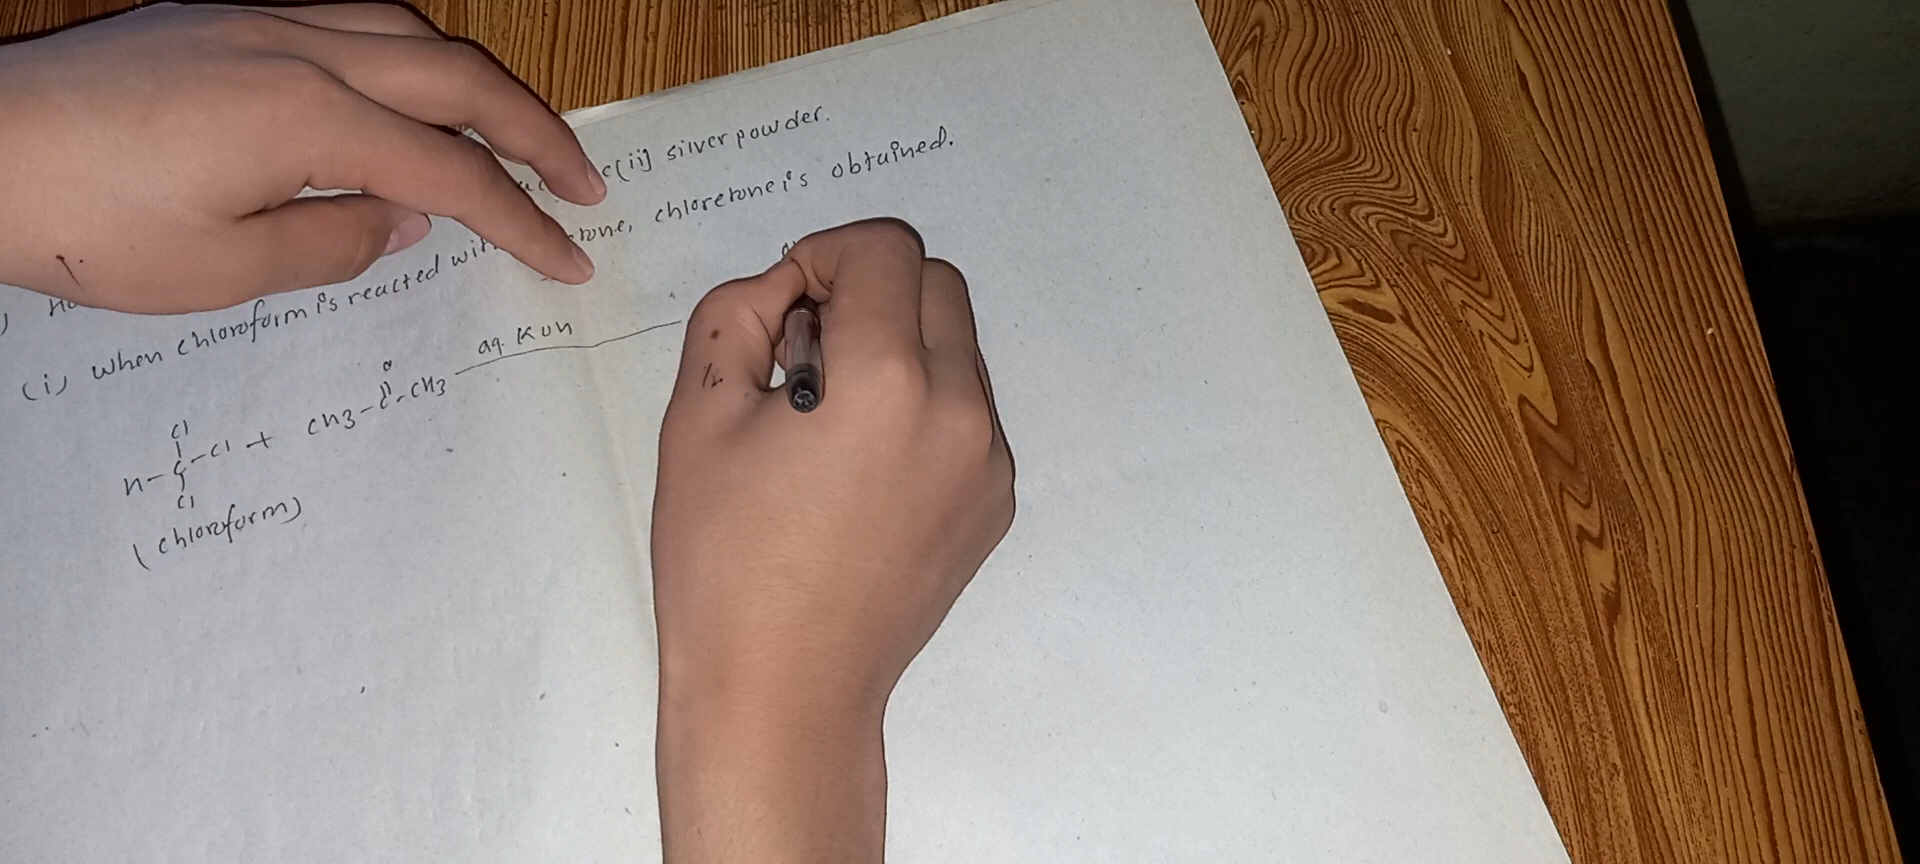 c(ii) silver powder.
(i) when chloroform is reacted with tone, chloretone is obtained.
aq. KOH
O
||
CH3-C-CH3
Cl
|
H-C-Cl +
|
Cl
(chloroform)